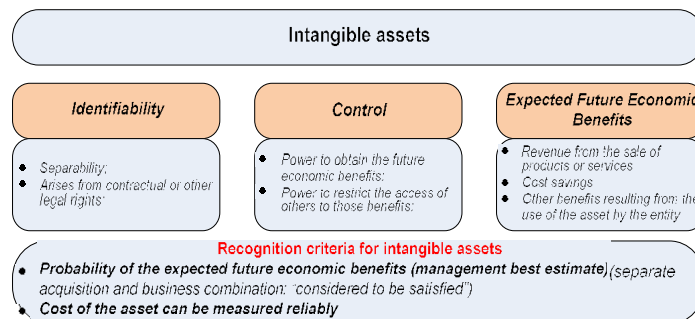 Intangible assets
Identifiability
Separability;
Arises from contractual or other
legal rights;
Control
Power to obtain the future
economic benefits;
Power to restrict the access of
others to those benefits;
Expected Future Economic
Benefits
Revenue from the sale of
products or services
Cost savings
Other benefits resulting from the
use of the asset by the entity
Recognition criteria for intangible assets
Probability of the expected future economic benefits (management best estimate) (separate
acquisition and business combination: “considered to be satisfied”)
Cost of the asset can be measured reliably